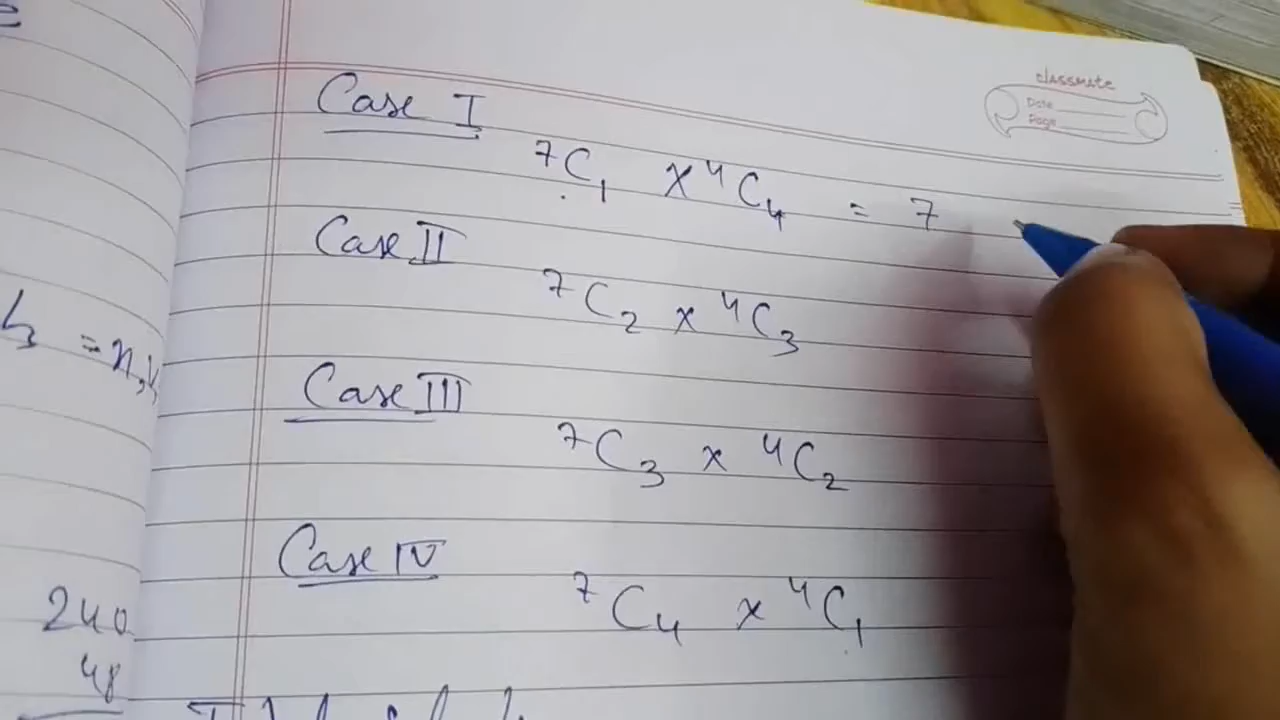 classmate
Date
Page
Case I
⁷C₁ x ⁴C₄ = 7
Case II
⁷C₂ x ⁴C₃
Case III
⁷C₃ x ⁴C₂
Case IV
⁷C₄ x ⁴C₁
240
48